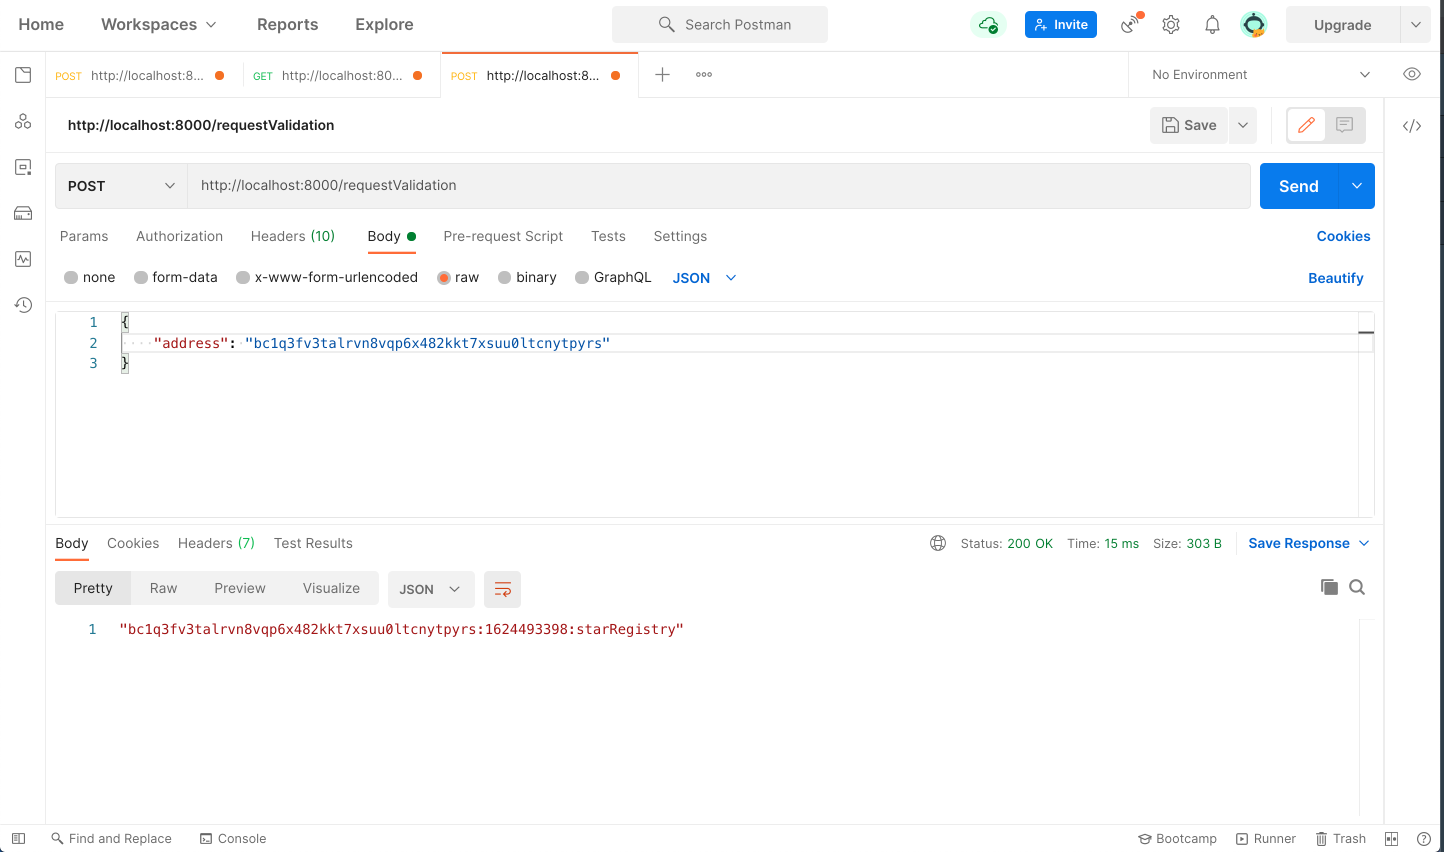 Home Workspaces Reports Explore Search Postman Invite Upgrade
POST http://localhost:8... GET http://localhost:80... POST http://localhost:8... No Environment
http://localhost:8000/requestValidation Save
POST http://localhost:8000/requestValidation Send
Params Authorization Headers (10) Body Pre-request Script Tests Settings Cookies
none form-data x-www-form-urlencoded raw binary GraphQL JSON Beautify
1 {
2 "address": "bc1q3fv3talrvn8vqp6x482kkt7xsuu0ltcnytpyrs"
3 }
Body Cookies Headers (7) Test Results Status: 200 OK Time: 15 ms Size: 303 B Save Response
Pretty Raw Preview Visualize JSON
1 "bc1q3fv3talrvn8vqp6x482kkt7xsuu0ltcnytpyrs:1624493398:starRegistry"
Find and Replace Console Bootcamp Runner Trash